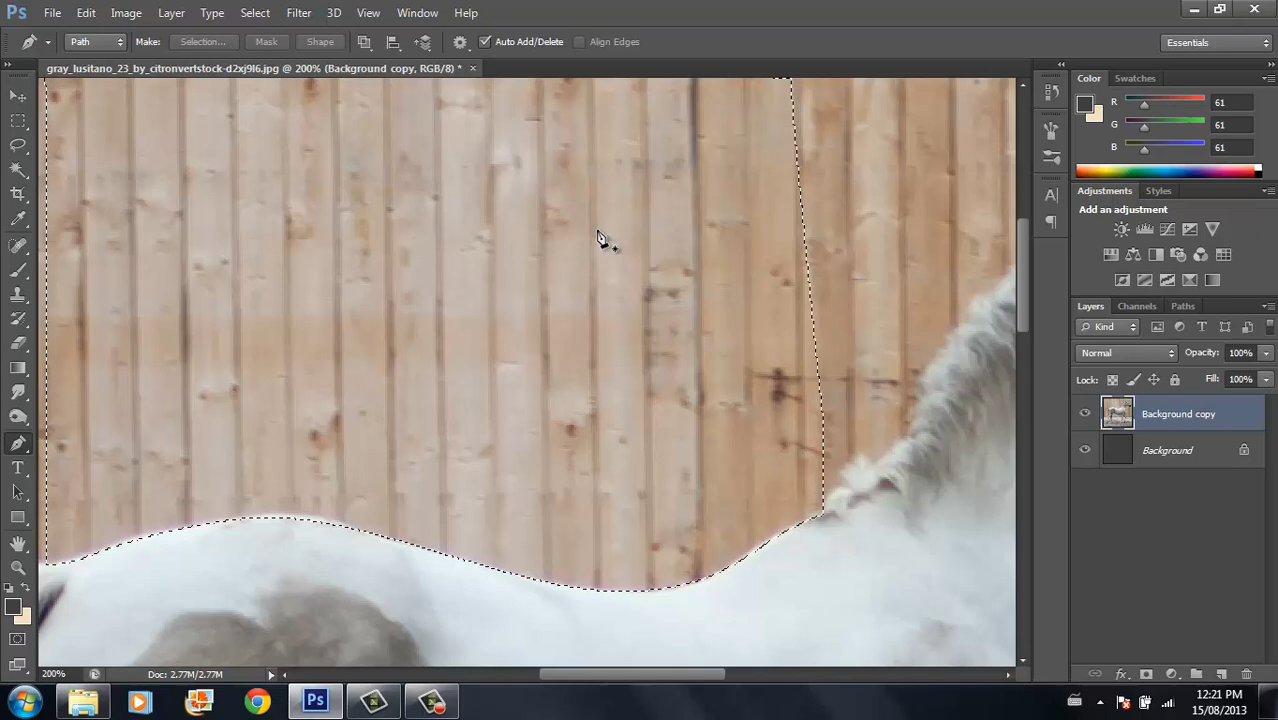 Ps File Edit Image Layer Type Select Filter 3D View Window Help
Path Make: Selection... Mask Shape Auto Add/Delete Align Edges Essentials
gray_lusitano_23_by_citronvertstock-d2xj9l6.jpg @ 200% (Background copy, RGB/8) * ×
Color Swatches
R 61
G 61
B 61
Adjustments Styles
Add an adjustment
Layers Channels Paths
Kind
Normal Opacity: 100%
Lock: Fill: 100%
Background copy
Background
200% Doc: 2.77M/2.77M
Ps
12:21 PM
15/08/2013